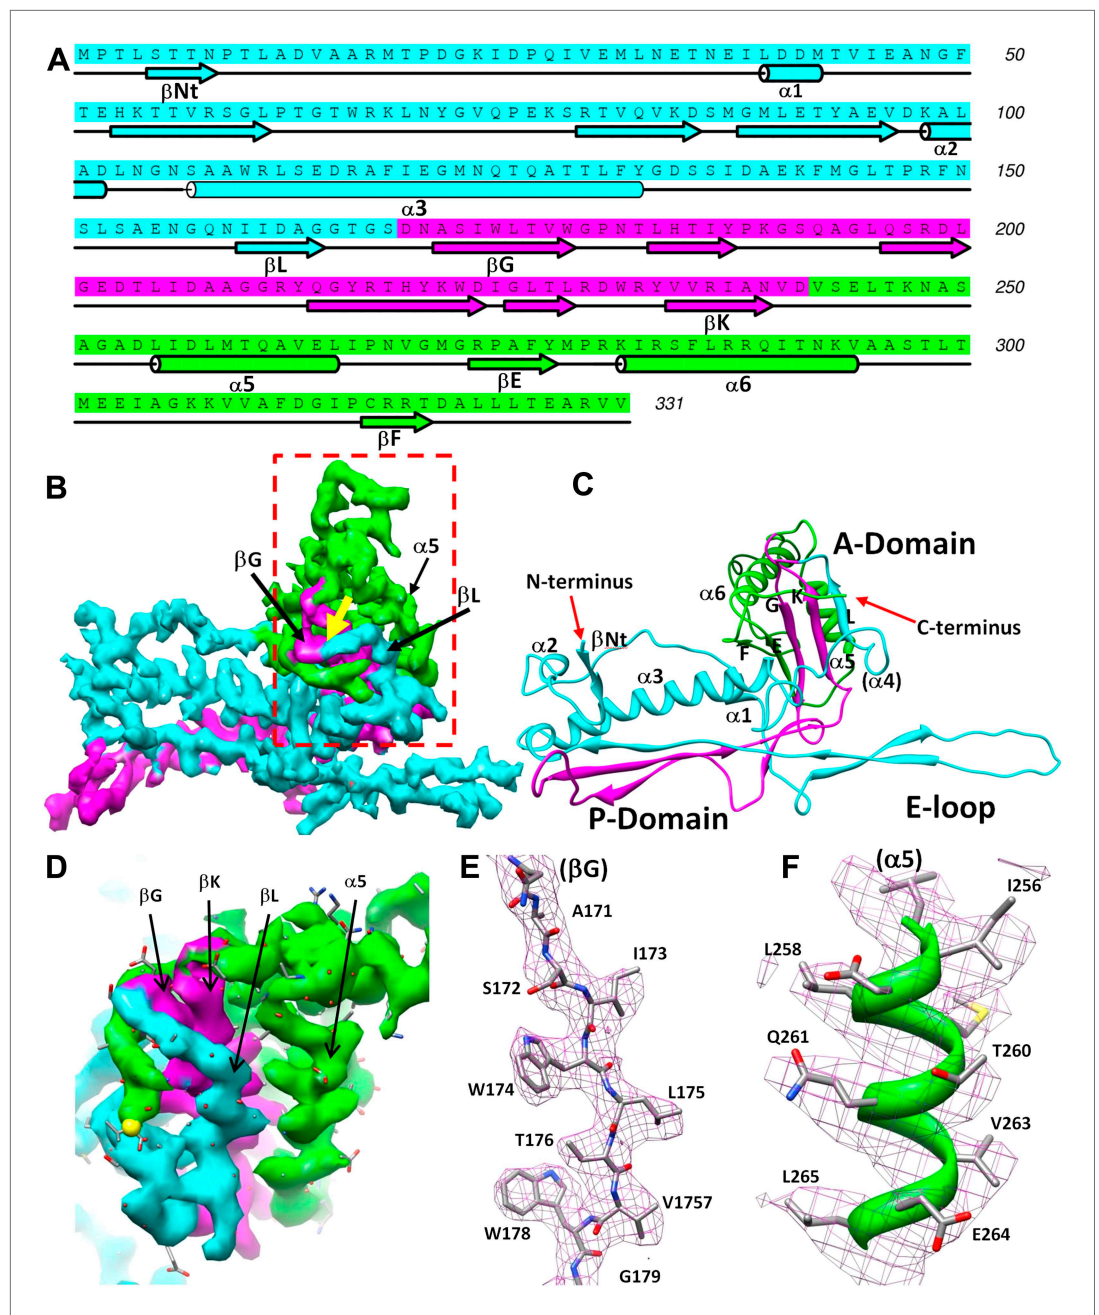 A M P T L S T T N P T L A D V A A R M T P D G K I D P Q I V E M L N E T N E I L D D M T V I E A N G F 50
βNt α1
T E H K T T V R S G L P T G T W R K L N Y G V Q P E K S R T V Q V K D S M G M L E T Y A E V D K A L 100
α2
A D L N G N S A A W R L S E D R A F I E G M N Q T Q A T T L F Y G D S S I D A E K F M G L T P R F N 150
α3
S L S A E N G Q N I I D A G G T G S D N A S I W L T V W G P N T L H T I Y P K G S Q A G L Q S R D L 200
βL βG
G E D T L I D A A G G R Y Q G Y R T H Y K W D I G L T L R D W R Y V V R I A N V D V S E L T K N A S 250
βK
A G A D L I D L M T Q A V E L I P N V G M G R P A F Y M P R K I R S F L R R Q I T N K V A A S T L T 300
α5 βE α6
M E E I A G K K V V A F D G I P C R R T D A L L L T E A R V V 331
βF
B
βG
α5
βL
C
A-Domain
N-terminus
α6
G
K
L
C-terminus
α2
βNt
F
E
α5
(α4)
α3
α1
P-Domain
E-loop
D
βG
βK
βL
α5
E
(βG)
A171
I173
S172
W174
L175
T176
V1757
W178
G179
F
(α5)
I256
L258
Q261
T260
V263
L265
E264